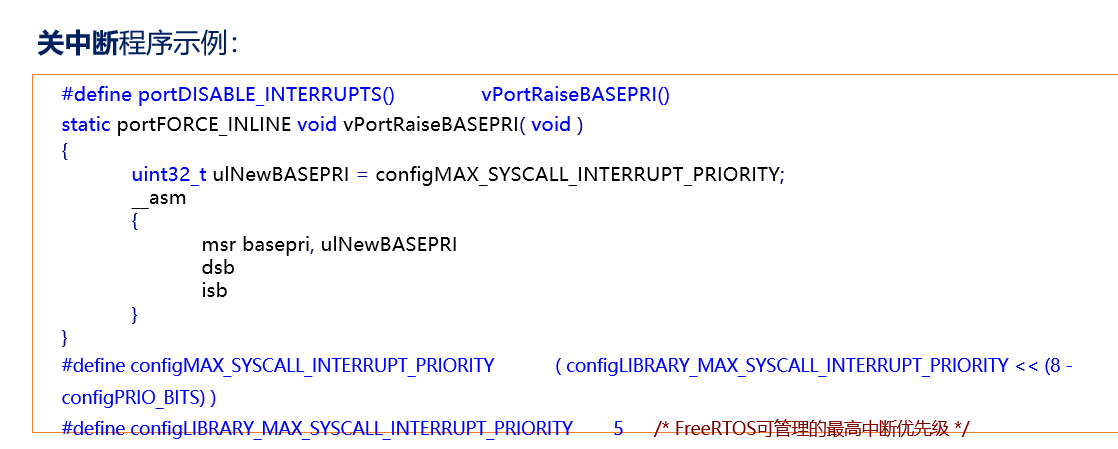 关中断程序示例：
#define portDISABLE_INTERRUPTS() vPortRaiseBASEPRI()
static portFORCE_INLINE void vPortRaiseBASEPRI( void )
{
uint32_t ulNewBASEPRI = configMAX_SYSCALL_INTERRUPT_PRIORITY;
__asm
{
msr basepri, ulNewBASEPRI
dsb
isb
}
}
#define configMAX_SYSCALL_INTERRUPT_PRIORITY ( configLIBRARY_MAX_SYSCALL_INTERRUPT_PRIORITY << (8 -
configPRIO_BITS) )
#define configLIBRARY_MAX_SYSCALL_INTERRUPT_PRIORITY 5 /* FreeRTOS可管理的最高中断优先级 */